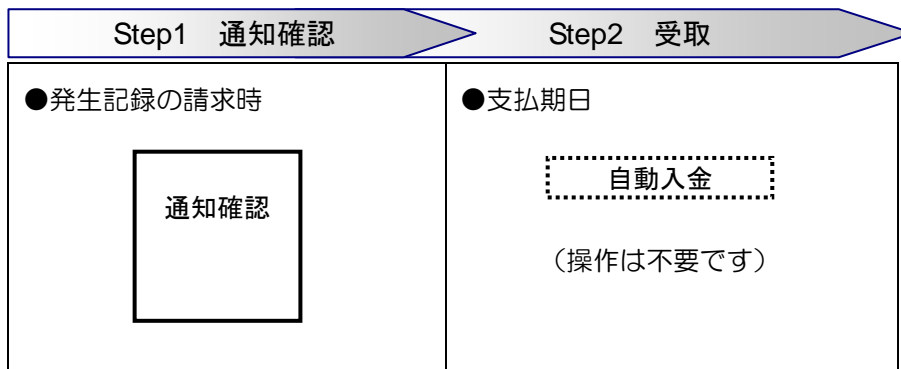 Step1 通知確認
Step2 受取
●発生記録の請求時
通知確認
●支払期日
自動入金
（操作は不要です）